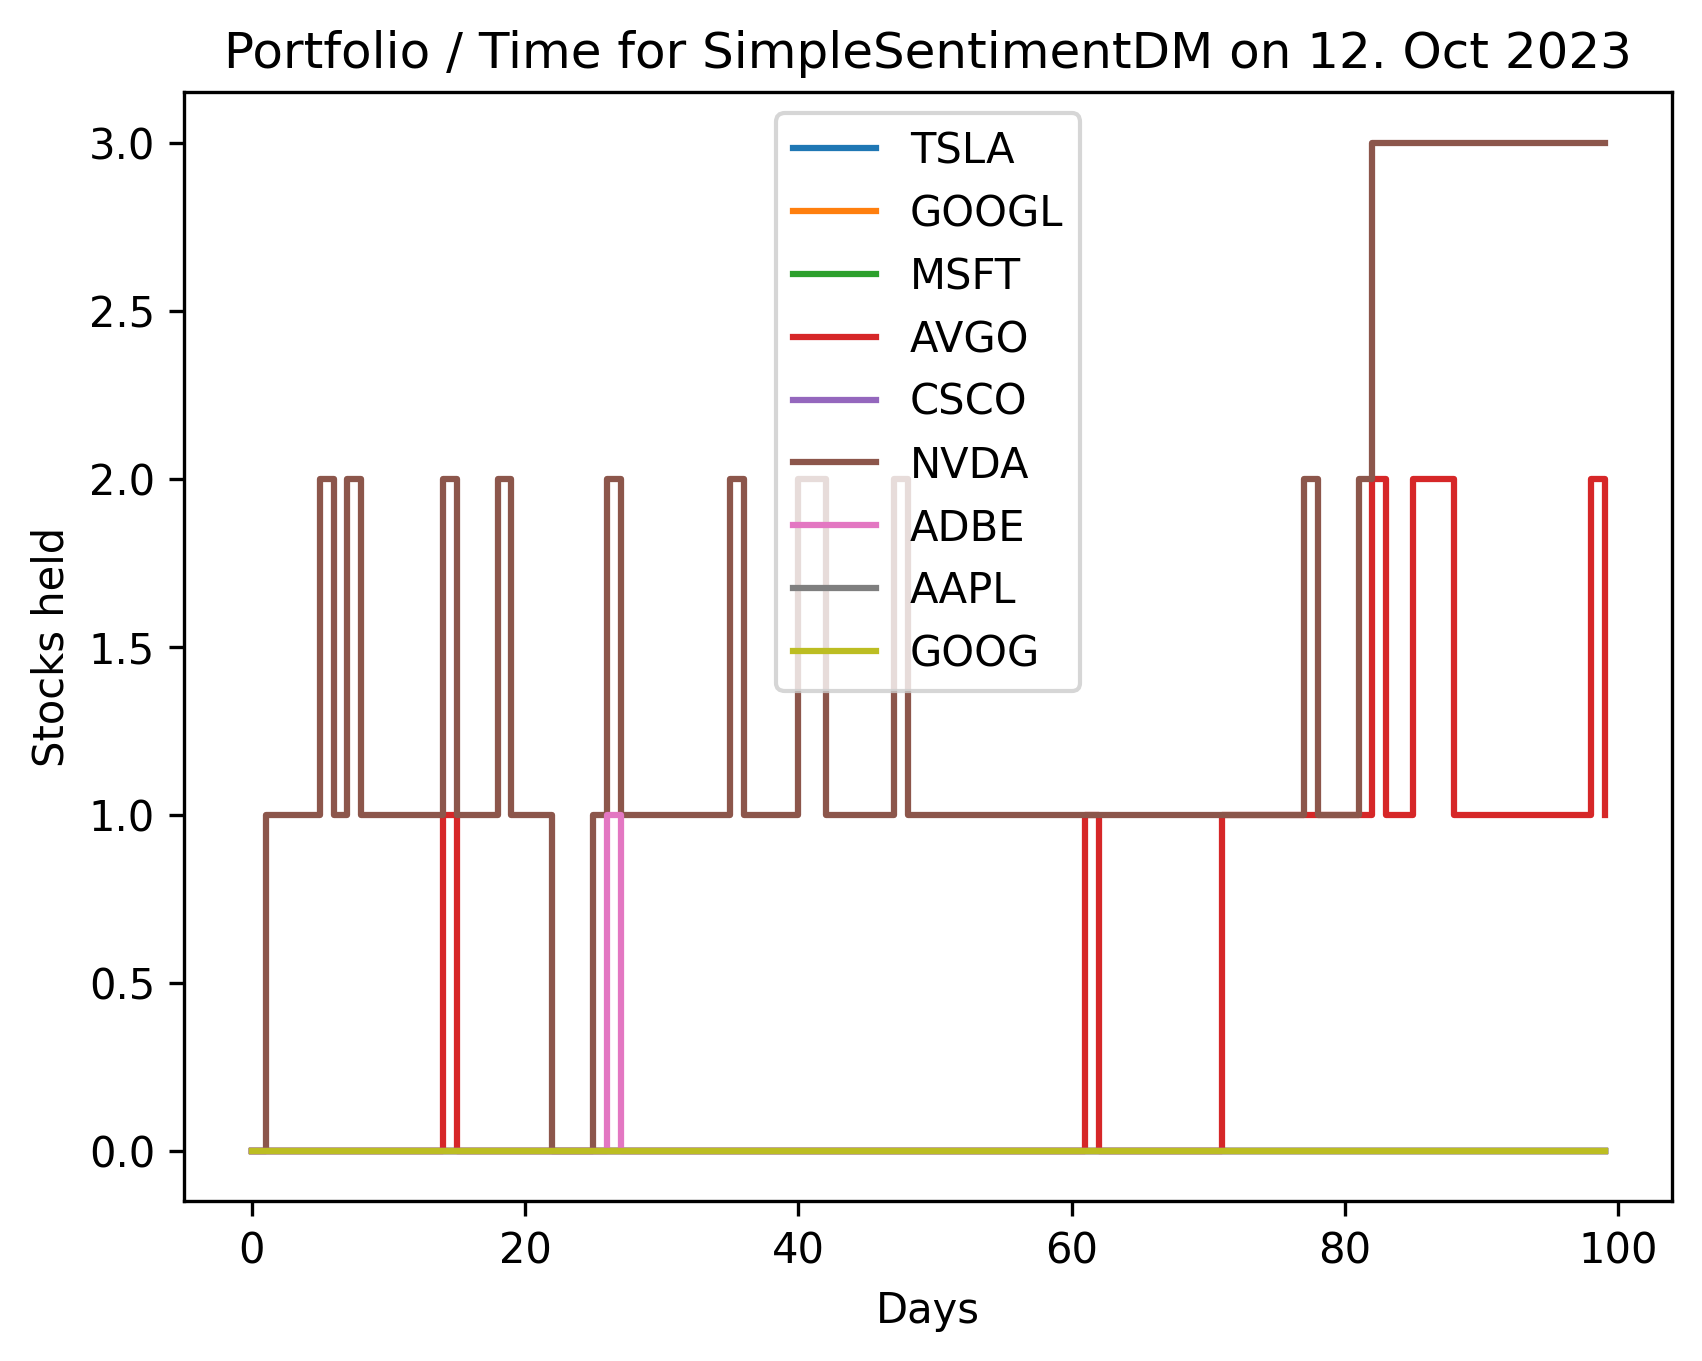 Portfolio / Time for SimpleSentimentDM on 12. Oct 2023
3.0
2.5
2.0
1.5
1.0
0.5
0.0
Stocks held
TSLA
GOOGL
MSFT
AVGO
CSCO
NVDA
ADBE
AAPL
GOOG
0 20 40 60 80 100
Days